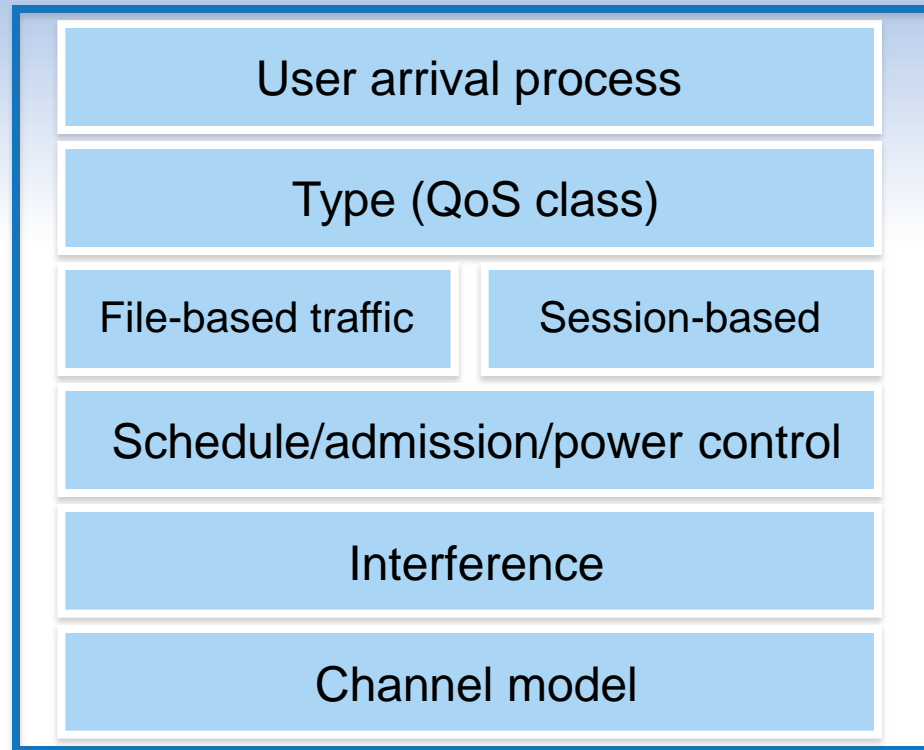 User arrival process
Type (QoS class)
File-based traffic
Session-based
Schedule/admission/power control
Interference
Channel model